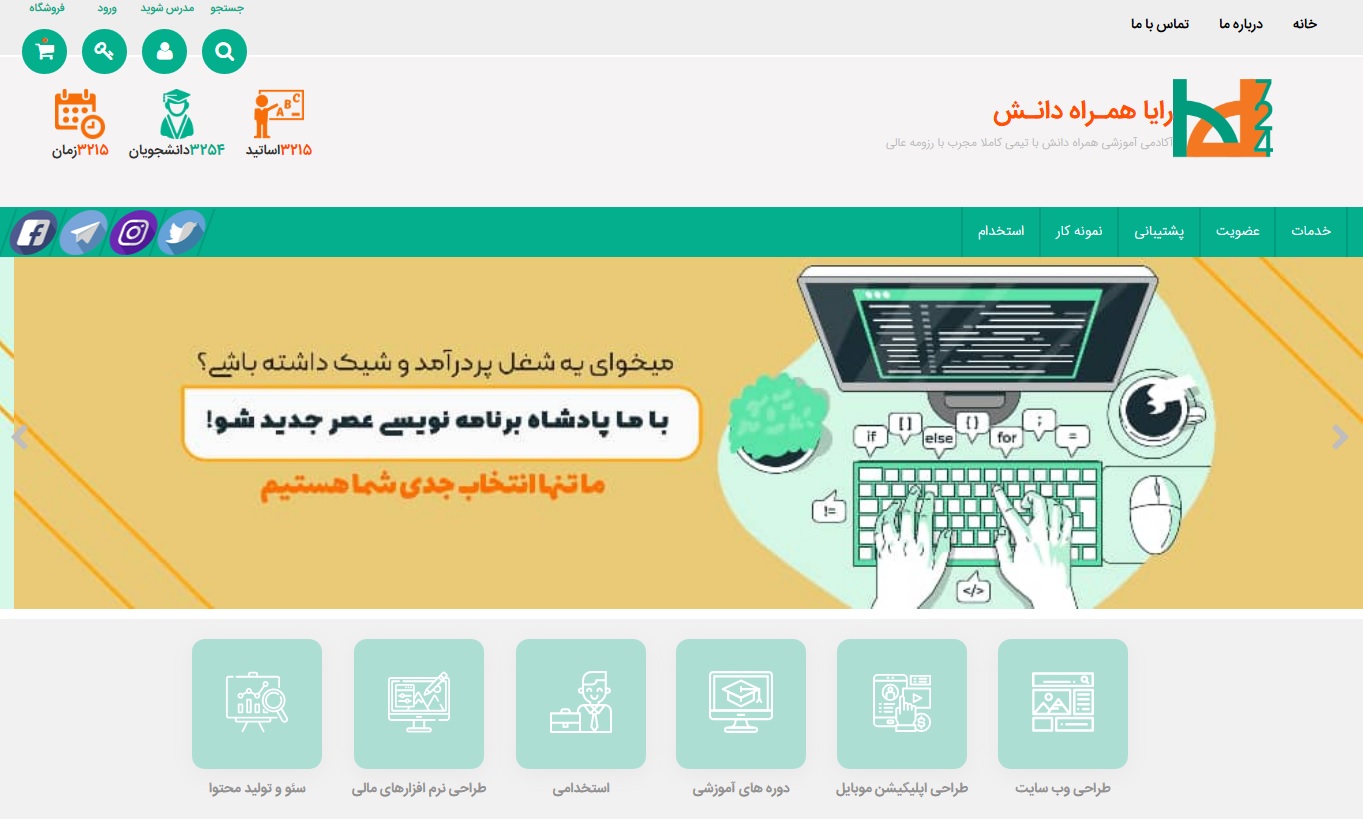 خانه
درباره ما
تماس با ما
جستجو
مدرس شوید
ورود
فروشگاه
724
رایا همـراه دانـش
آکادمی آموزشی همراه دانش با تیمی کاملا مجرب با رزومه عالی
A B C
۳۲۱۵اساتید
۳۲۵۴دانشجویان
۳۲۱۵زمان
خدمات
عضویت
پشتیبانی
نمونه کار
استخدام
میخوای یه شغل پردرآمد و شیک داشته باشی؟
با ما پادشاه برنامه نویسی عصر جدید شو!
ما تنها انتخاب جدی شما هستیم
if
[ ]
else
{ }
for
;
=
!=
</>
طراحی وب سایت
طراحی اپلیکیشن موبایل
دوره های آموزشی
استخدامی
طراحی نرم افزارهای مالی
سئو و تولید محتوا